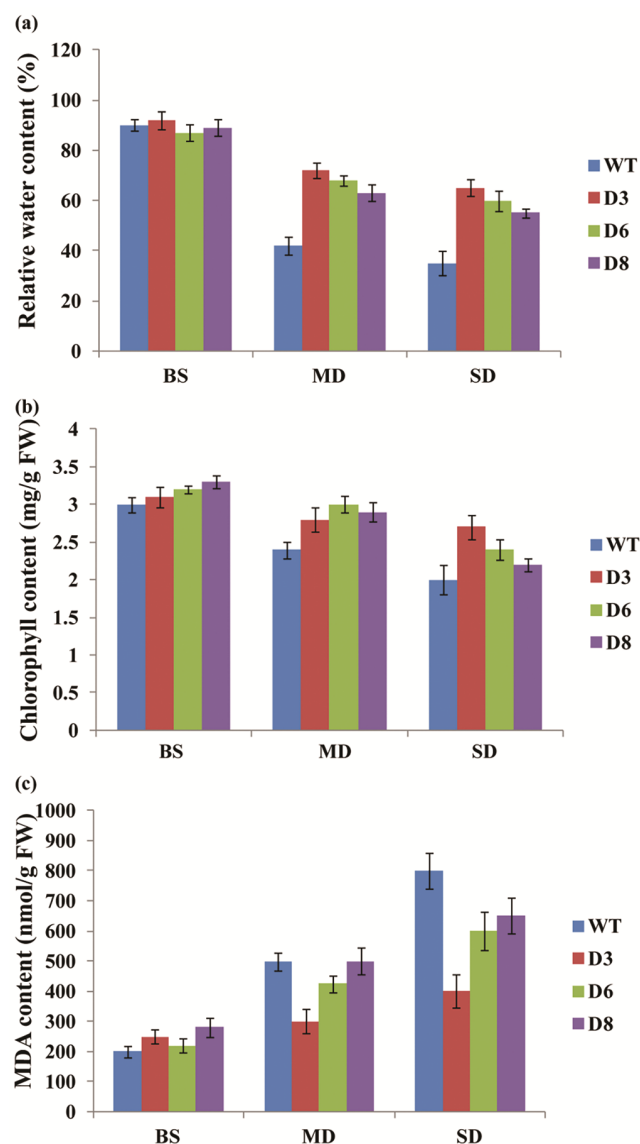 (a)
Relative water content (%)
120
100
80
60
40
20
0
BS MD SD
WT
D3
D6
D8
(b)
Chlorophyll content (mg/g FW)
4
3.5
3
2.5
2
1.5
1
0.5
0
BS MD SD
WT
D3
D6
D8
(c)
MDA content (nmol/g FW)
1000
900
800
700
600
500
400
300
200
100
0
BS MD SD
WT
D3
D6
D8